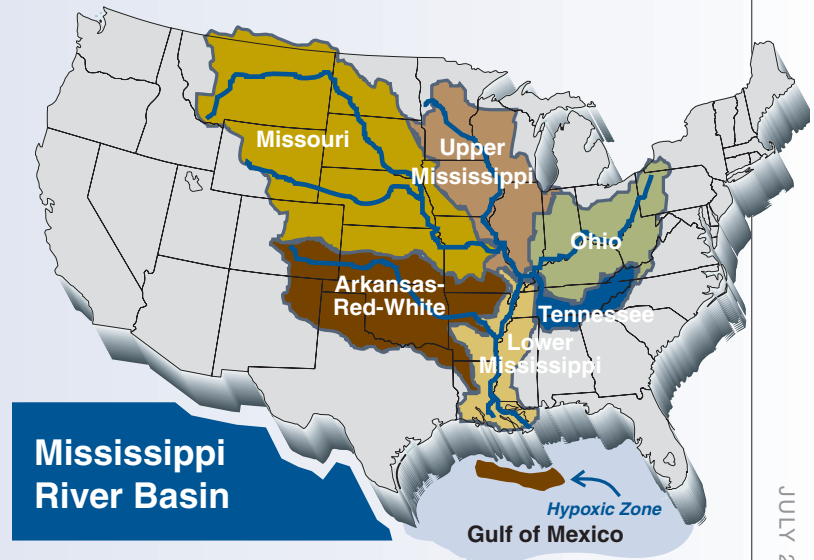 Missouri
Upper
Mississippi
Ohio
Arkansas-
Red-White
Tennessee
Lower
Mississippi
Mississippi
River Basin
Hypoxic Zone
Gulf of Mexico
JULY